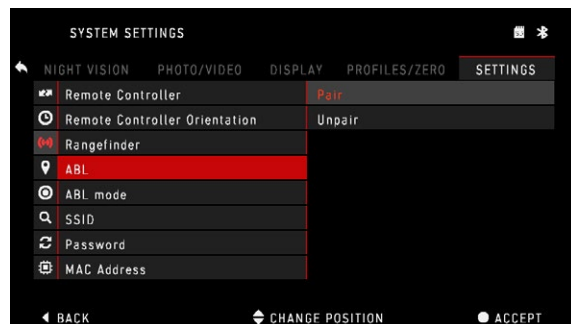 SYSTEM SETTINGS
NIGHT VISION PHOTO/VIDEO DISPLAY PROFILES/ZERO SETTINGS
Remote Controller Pair
Remote Controller Orientation Unpair
Rangefinder
ABL
ABL mode
SSID
Password
MAC Address
BACK CHANGE POSITION ACCEPT